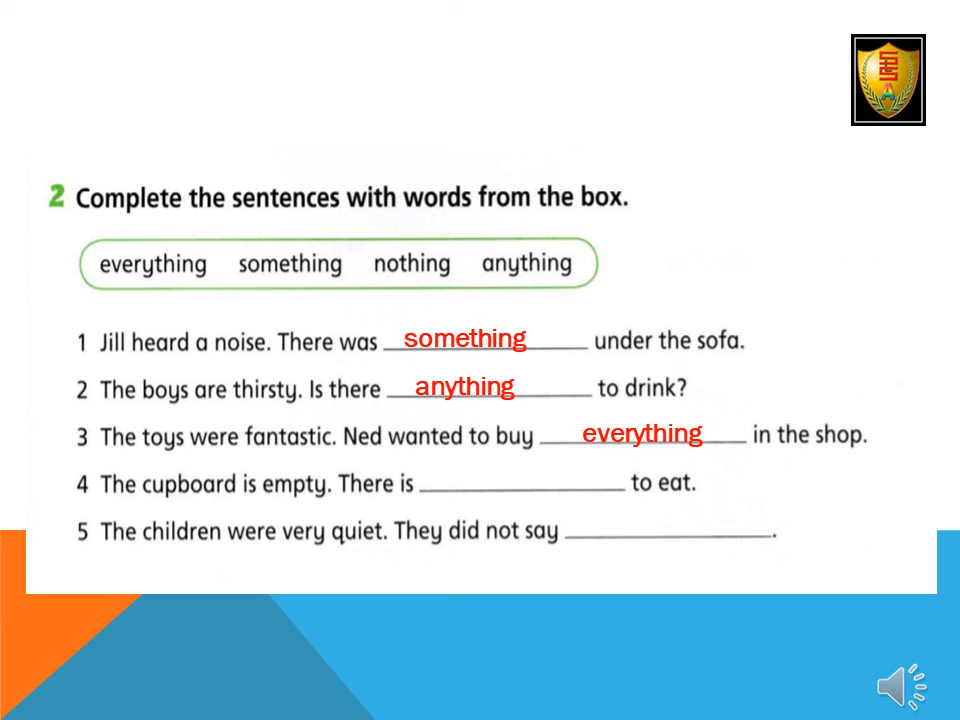 2 Complete the sentences with words from the box.
everything something nothing anything
1 Jill heard a noise. There was something under the sofa.
2 The boys are thirsty. Is there anything to drink?
3 The toys were fantastic. Ned wanted to buy everything in the shop.
4 The cupboard is empty. There is ____________ to eat.
5 The children were very quiet. They did not say ____________.